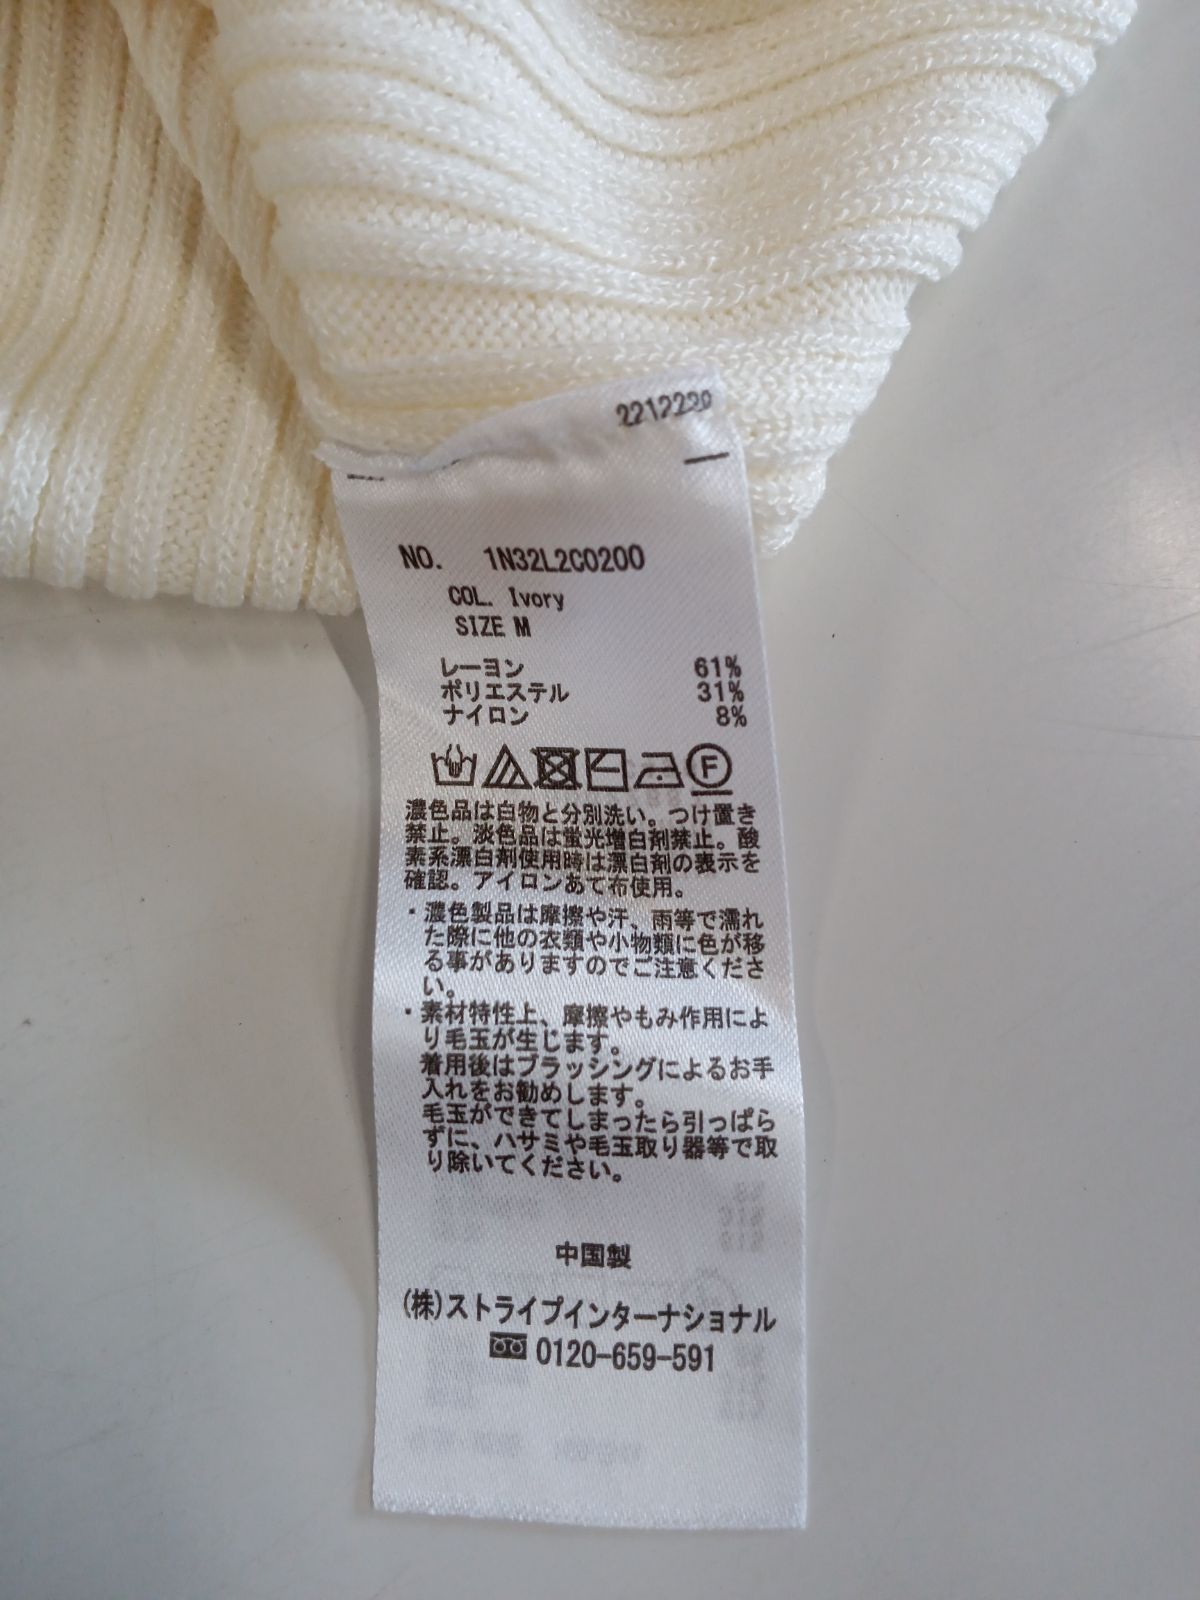 NO. 1N32L2C0200
COL. Ivory
SIZE M
レーヨン 61%
ポリエステル 31%
ナイロン 8%
F
濃色品は白物と分別洗い。つけ置き
禁止。淡色品は蛍光増白剤禁止。酸
素系漂白剤使用時は漂白剤の表示を
確認。アイロンあて布使用。
・濃色製品は摩擦や汗、雨等で濡れ
た際に他の衣類や小物類に色が移
る事がありますのでご注意くださ
い。
・素材特性上、摩擦やもみ作用によ
り毛玉が生じます。
着用後はブラッシングによるお手
入れをお勧めします。
毛玉ができてしまったら引っぱら
ずに、ハサミや毛玉取り器等で取
り除いてください。
中国製
(株)ストライプインターナショナル
0120-659-591